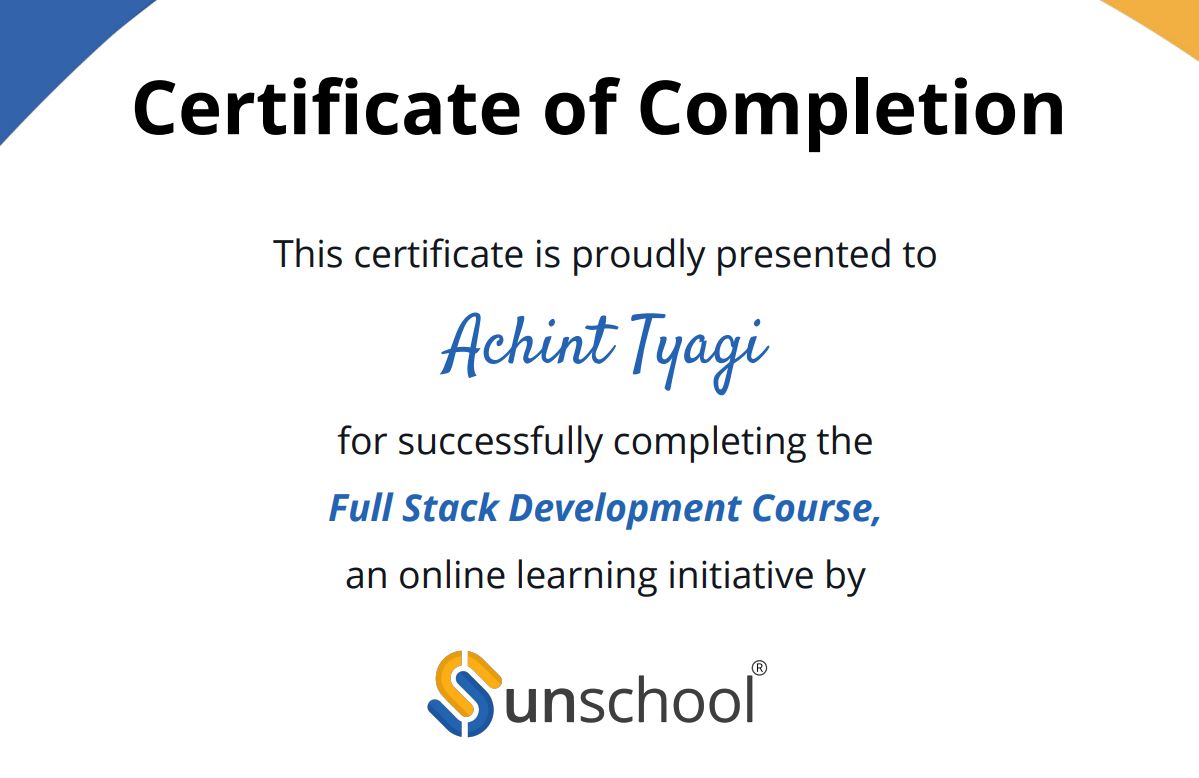 Certificate of Completion
This certificate is proudly presented to
Achint Tyagi
for successfully completing the
Full Stack Development Course,
an online learning initiative by
Sunschool®